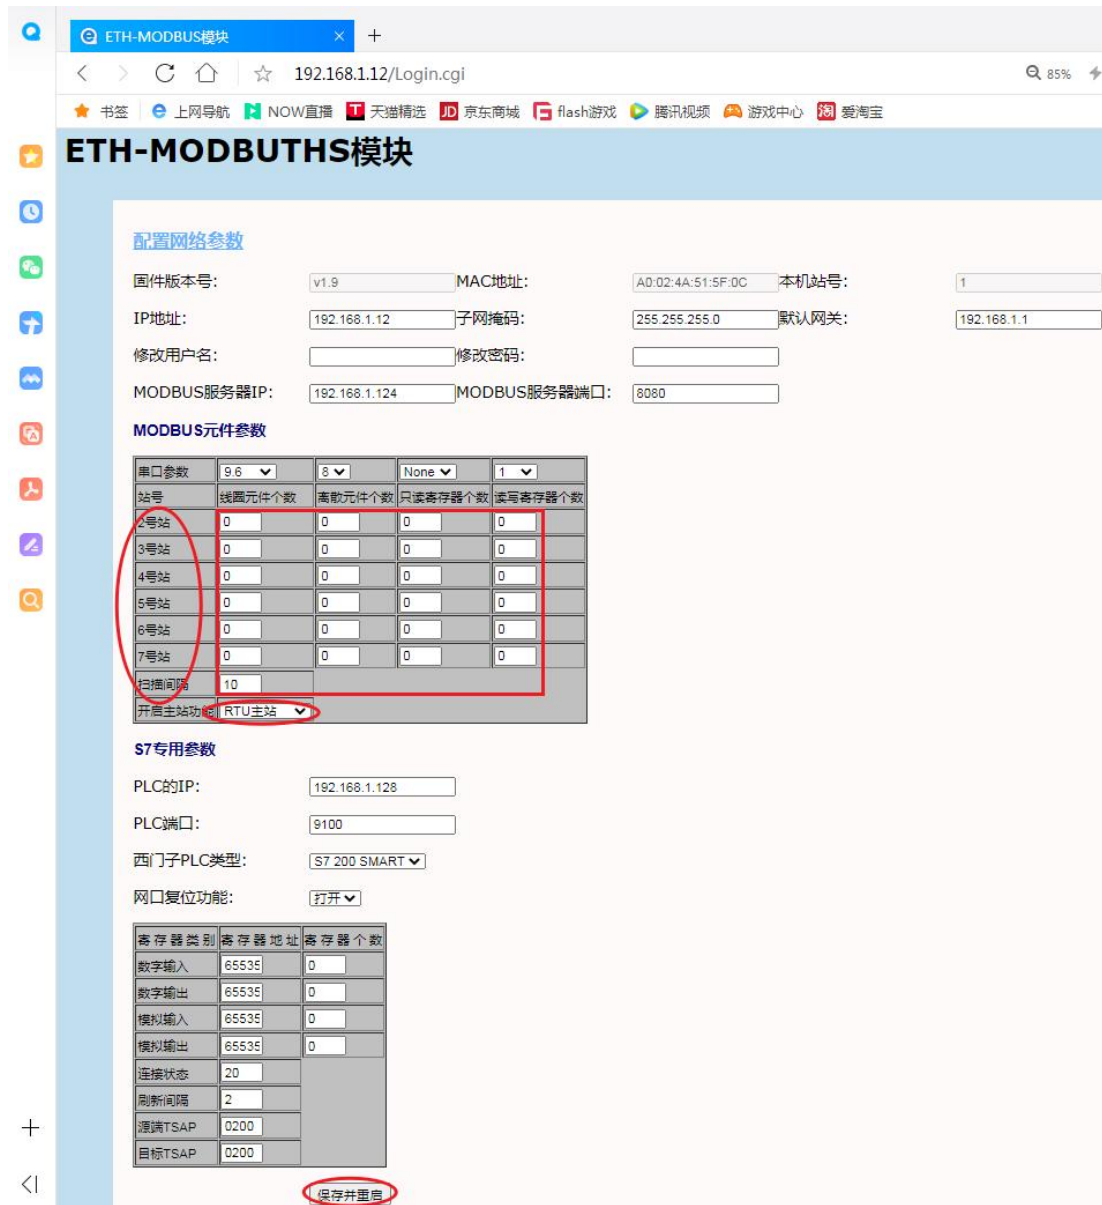 ETH-MODBUS模块
192.168.1.12/Login.cgi 85%
书签 上网导航 NOW直播 天猫精选 JD 京东商城 flash游戏 腾讯视频 游戏中心 淘 爱淘宝
ETH-MODBUTHS模块
配置网络参数
固件版本号: v1.9 MAC地址: A0:02:4A:51:5F:0C 本机站号: 1
IP地址: 192.168.1.12 子网掩码: 255.255.255.0 默认网关: 192.168.1.1
修改用户名: 修改密码:
MODBUS服务器IP: 192.168.1.124 MODBUS服务器端口: 8080
MODBUS元件参数
串口参数 9.6 8 None 1
站号 线圈元件个数 离散元件个数 只读寄存器个数 读写寄存器个数
2号站 0 0 0 0
3号站 0 0 0 0
4号站 0 0 0 0
5号站 0 0 0 0
6号站 0 0 0 0
7号站 0 0 0 0
扫描间隔 10
开启主站功能 RTU主站
S7专用参数
PLC的IP: 192.168.1.128
PLC端口: 9100
西门子PLC类型: S7 200 SMART
网口复位功能: 打开
寄存器类别 寄存器地址 寄存器个数
数字输入 65535 0
数字输出 65535 0
模拟输入 65535 0
模拟输出 65535 0
连接状态 20
刷新间隔 2
源端TSAP 0200
目标TSAP 0200
保存并重启